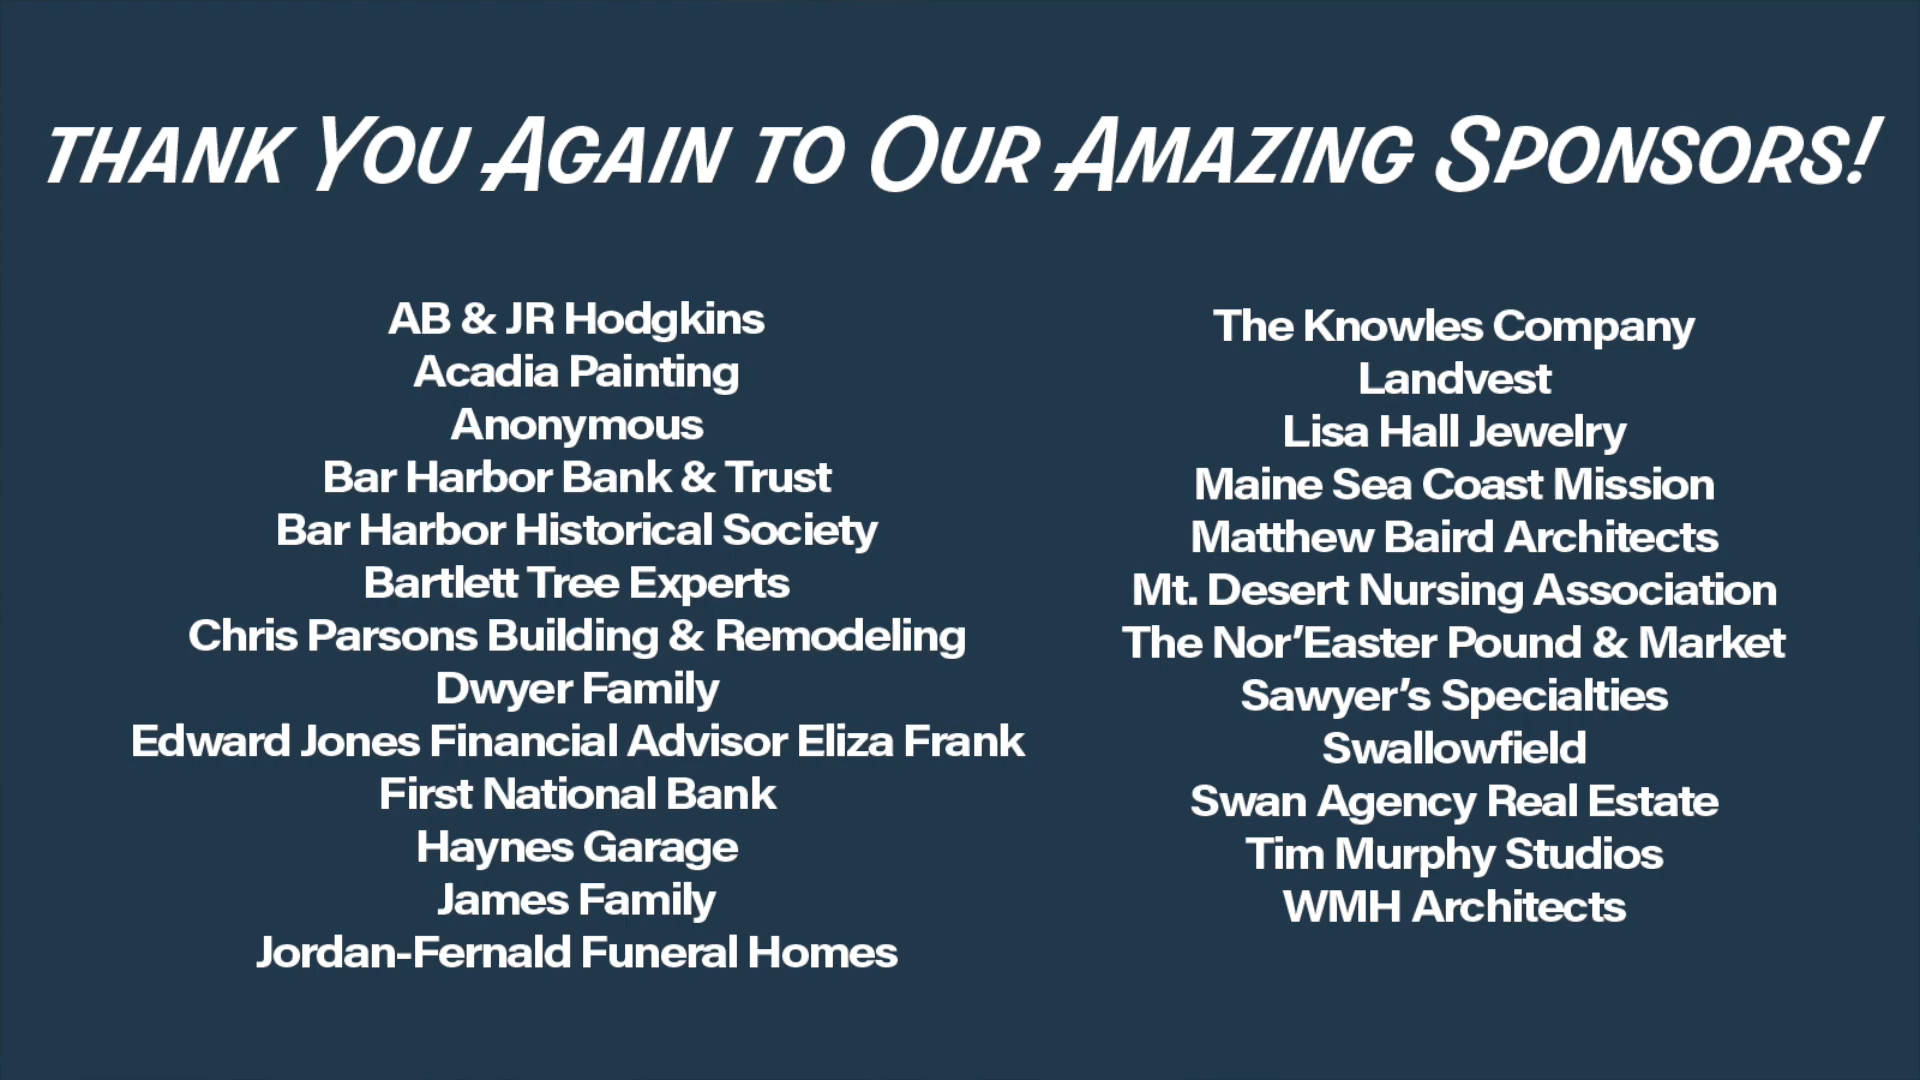 THANK YOU AGAIN TO OUR AMAZING SPONSORS!
AB & JR Hodgkins
Acadia Painting
Anonymous
Bar Harbor Bank & Trust
Bar Harbor Historical Society
Bartlett Tree Experts
Chris Parsons Building & Remodeling
Dwyer Family
Edward Jones Financial Advisor Eliza Frank
First National Bank
Haynes Garage
James Family
Jordan-Fernald Funeral Homes
The Knowles Company
Landvest
Lisa Hall Jewelry
Maine Sea Coast Mission
Matthew Baird Architects
Mt. Desert Nursing Association
The Nor’Easter Pound & Market
Sawyer’s Specialties
Swallowfield
Swan Agency Real Estate
Tim Murphy Studios
WMH Architects